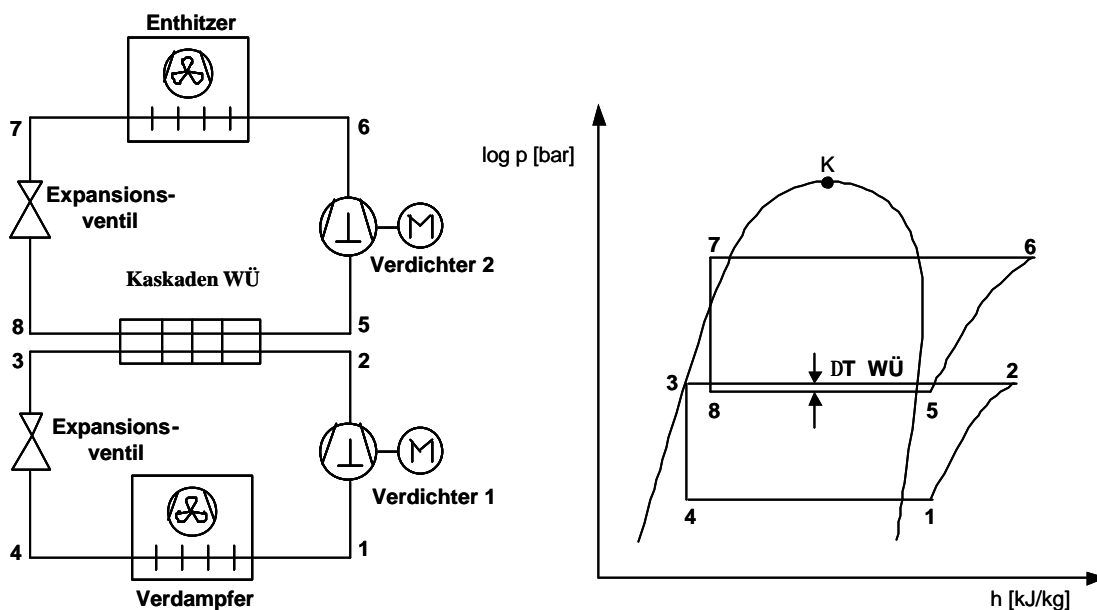 Enthitzer
7
6
Expansions-
ventil
M
Verdichter 2
Kaskaden WÜ
8
5
3
2
Expansions-
ventil
M
Verdichter 1
4
1
Verdampfer
log p [bar]
K
7
6
3
DT WÜ
2
8
5
4
1
h [kJ/kg]